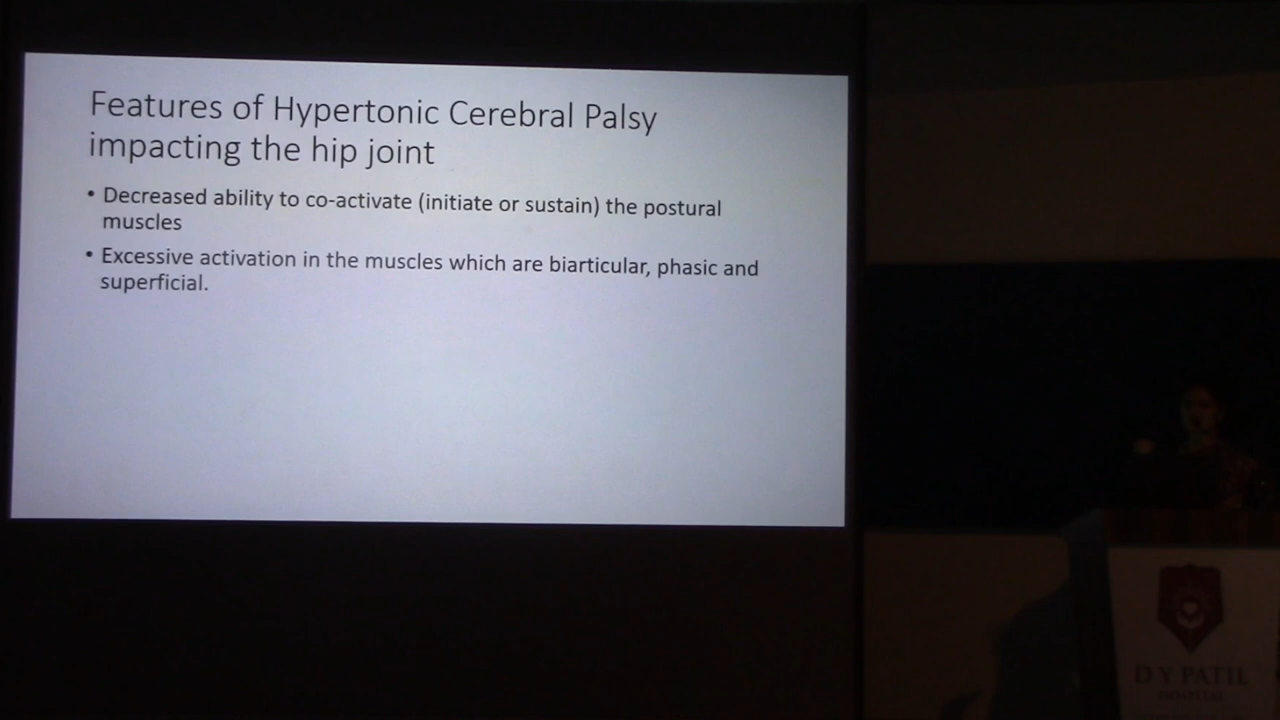 Features of Hypertonic Cerebral Palsy
impacting the hip joint
• Decreased ability to co-activate (initiate or sustain) the postural
muscles
• Excessive activation in the muscles which are biarticular, phasic and
superficial.
D Y PATIL
HOSPITAL